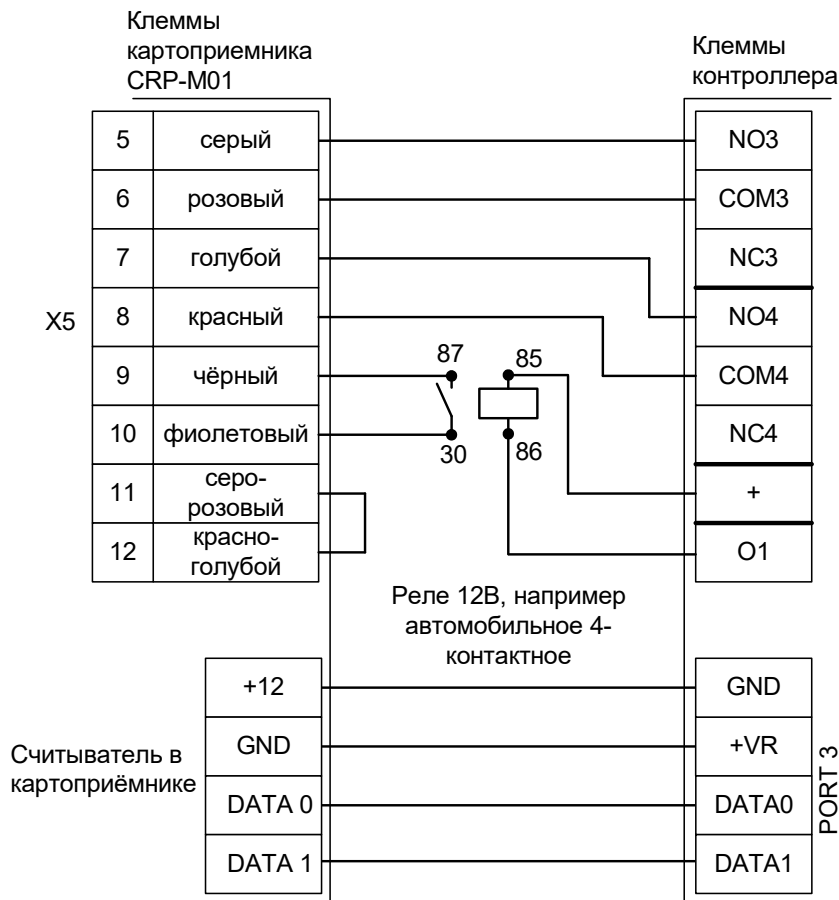 Клеммы
картоприемника
CRP-M01
Клеммы
контроллера
X5
5 серый
6 розовый
7 голубой
8 красный
9 чёрный
10 фиолетовый
11 серо-
розовый
12 красно-
голубой
87
30
85
86
NO3
COM3
NC3
NO4
COM4
NC4
+
O1
Реле 12В, например
автомобильное 4-
контактное
Считыватель в
картоприёмнике
+12
GND
DATA 0
DATA 1
GND
+VR
DATA0
DATA1
PORT 3